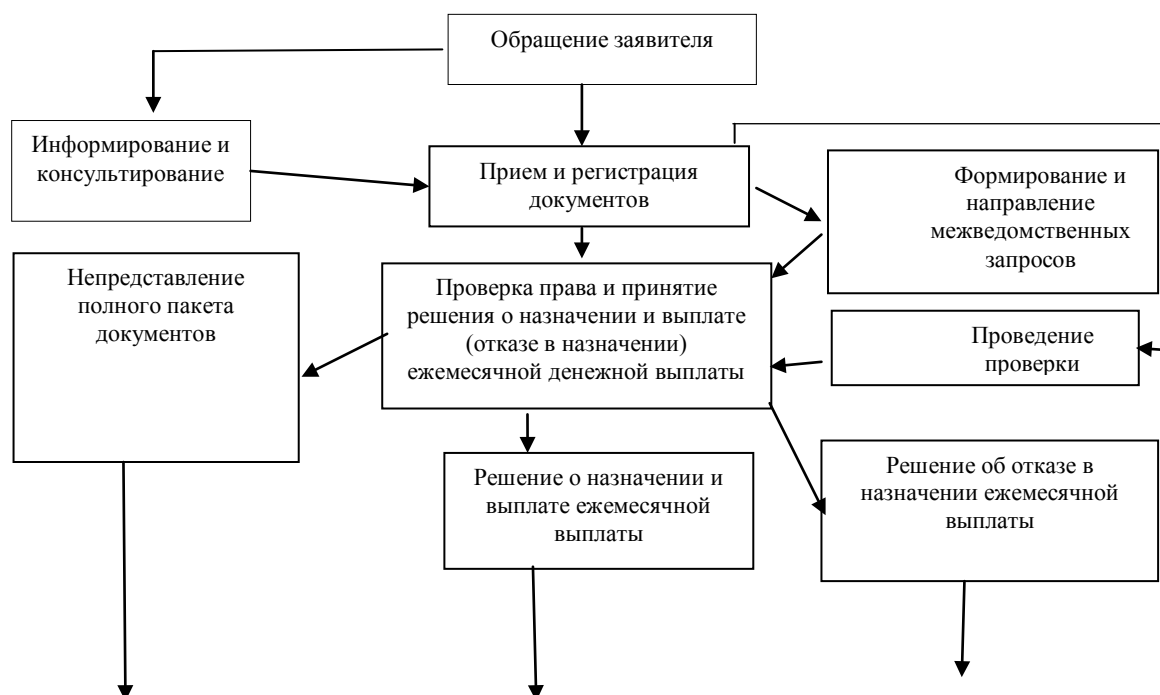 Обращение заявителя
Информирование и
консультирование
Прием и регистрация
документов
Формирование и
направление
межведомственных
запросов
Непредставление
полного пакета
документов
Проверка права и принятие
решения о назначении и выплате
(отказе в назначении)
ежемесячной денежной выплаты
Проведение
проверки
Решение о назначении и
выплате ежемесячной
выплаты
Решение об отказе в
назначении ежемесячной
выплаты